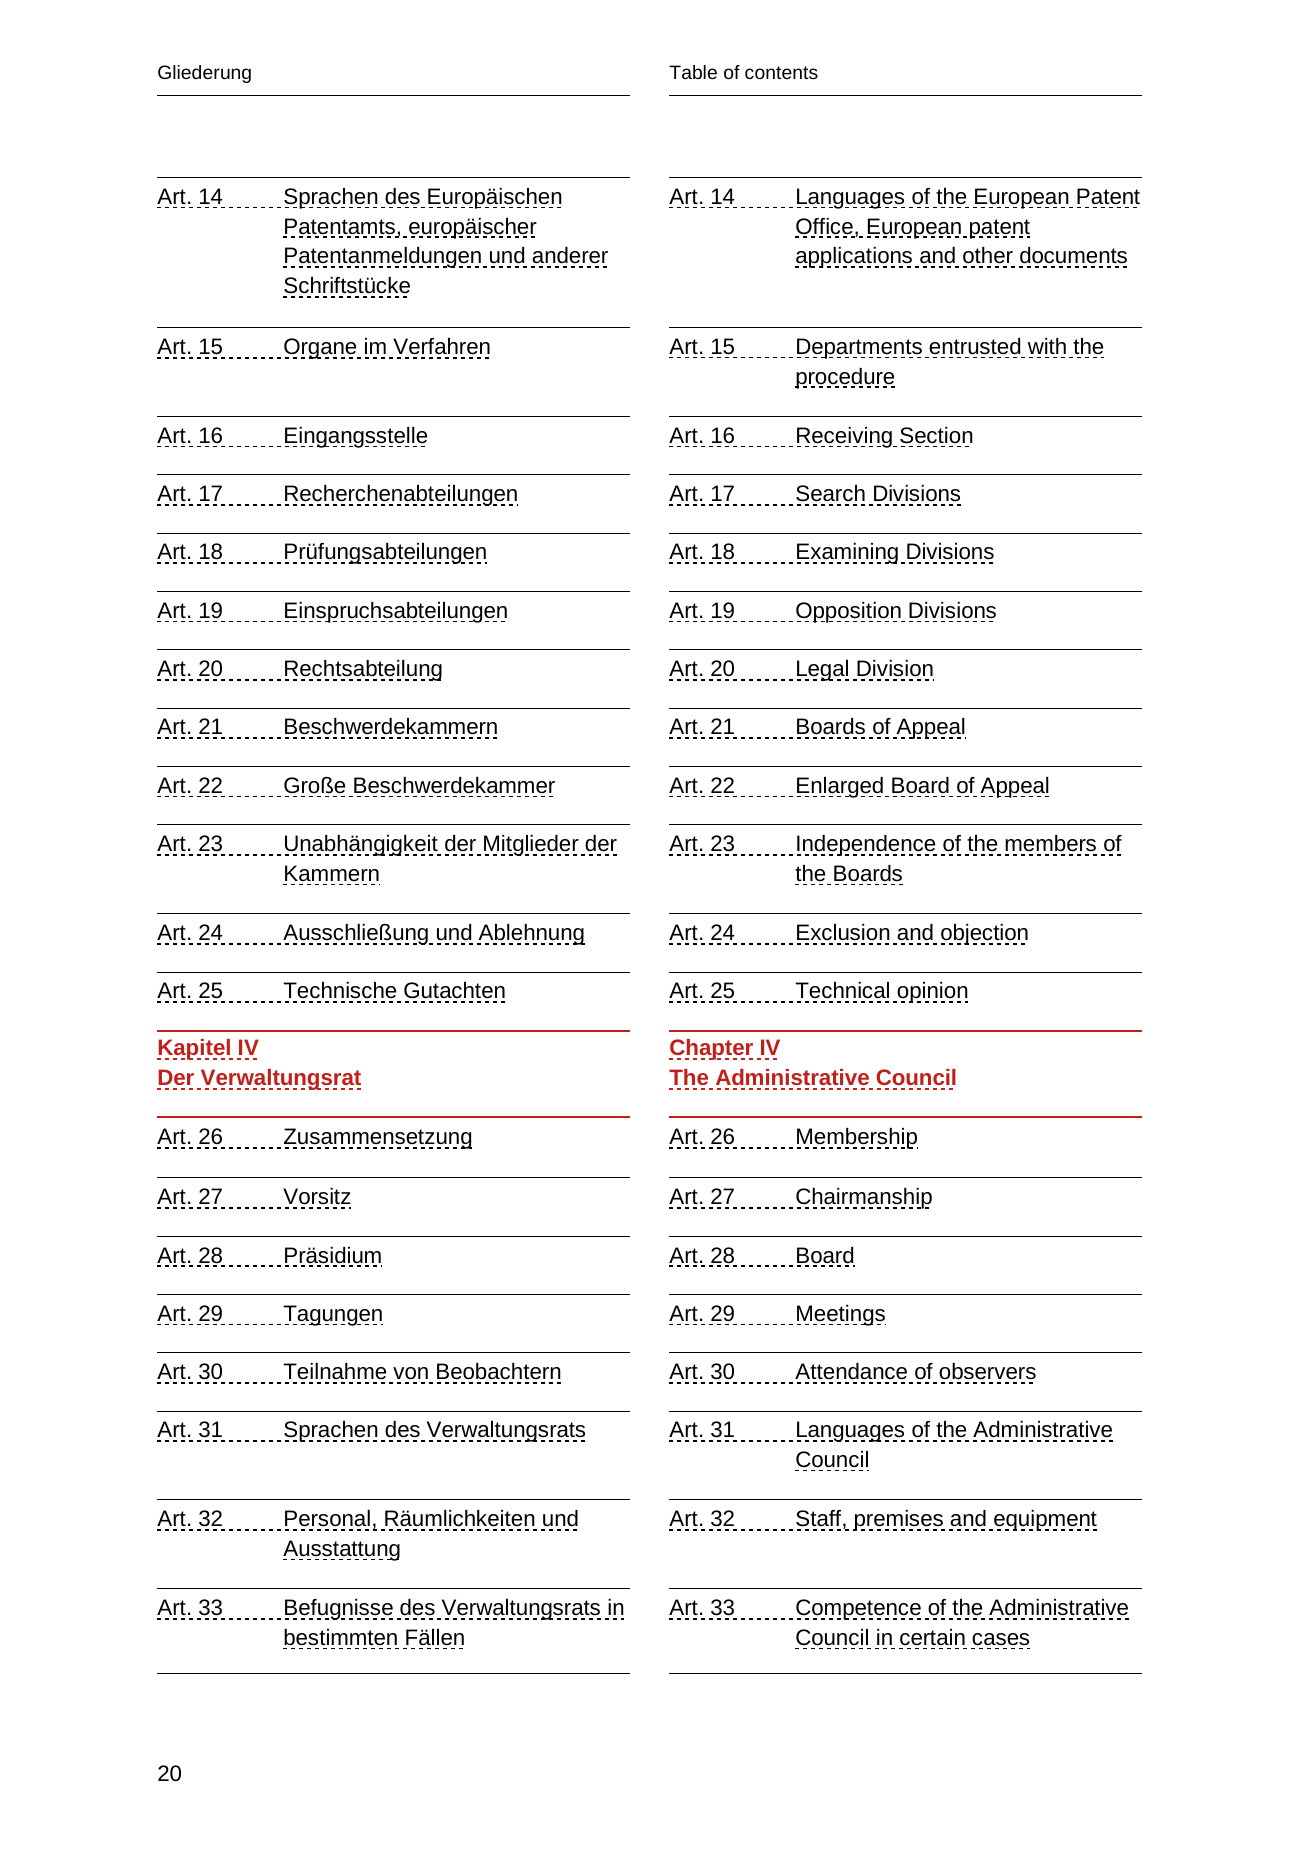 Gliederung
Art. 14 Sprachen des Europäischen
Patentamts, europäischer
Patentanmeldungen und anderer
Schriftstücke
Art. 15 Organe im Verfahren
Art. 16 Eingangsstelle
Art. 17 Recherchenabteilungen
Art. 18 Prüfungsabteilungen
Art. 19 Einspruchsabteilungen
Art. 20 Rechtsabteilung
Art. 21 Beschwerdekammern
Art. 22 Große Beschwerdekammer
Art. 23 Unabhängigkeit der Mitglieder der
Kammern
Art. 24 Ausschließung und Ablehnung
Art. 25 Technische Gutachten
Kapitel IV
Der Verwaltungsrat
Art. 26 Zusammensetzung
Art. 27 Vorsitz
Art. 28 Präsidium
Art. 29 Tagungen
Art. 30 Teilnahme von Beobachtern
Art. 31 Sprachen des Verwaltungsrats
Art. 32 Personal, Räumlichkeiten und
Ausstattung
Art. 33 Befugnisse des Verwaltungsrats in
bestimmten Fällen
Table of contents
Art. 14 Languages of the European Patent
Office, European patent
applications and other documents
Art. 15 Departments entrusted with the
procedure
Art. 16 Receiving Section
Art. 17 Search Divisions
Art. 18 Examining Divisions
Art. 19 Opposition Divisions
Art. 20 Legal Division
Art. 21 Boards of Appeal
Art. 22 Enlarged Board of Appeal
Art. 23 Independence of the members of
the Boards
Art. 24 Exclusion and objection
Art. 25 Technical opinion
Chapter IV
The Administrative Council
Art. 26 Membership
Art. 27 Chairmanship
Art. 28 Board
Art. 29 Meetings
Art. 30 Attendance of observers
Art. 31 Languages of the Administrative
Council
Art. 32 Staff, premises and equipment
Art. 33 Competence of the Administrative
Council in certain cases
20